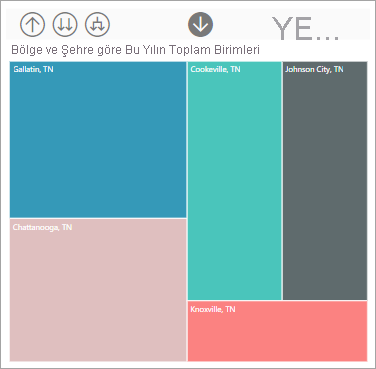 YE...
Bölge ve Şehre göre Bu Yılın Toplam Birimleri
Gallatin, TN
Cookeville, TN
Johnson City, TN
Chattanooga, TN
Knoxville, TN